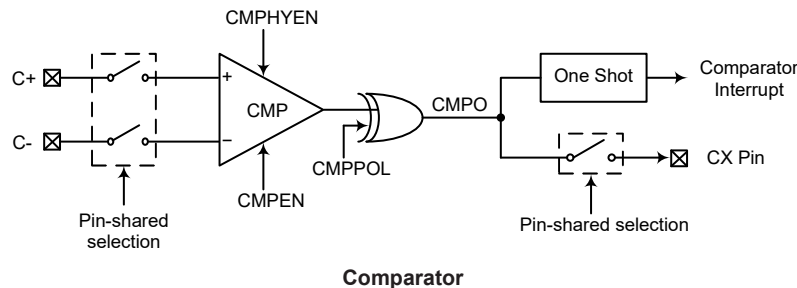 CMPHYEN
C+
+
CMP
C-
−
CMPEN
CMPPOL
CMPO
One Shot
Comparator
Interrupt
CX Pin
Pin-shared
selection
Pin-shared selection
Comparator